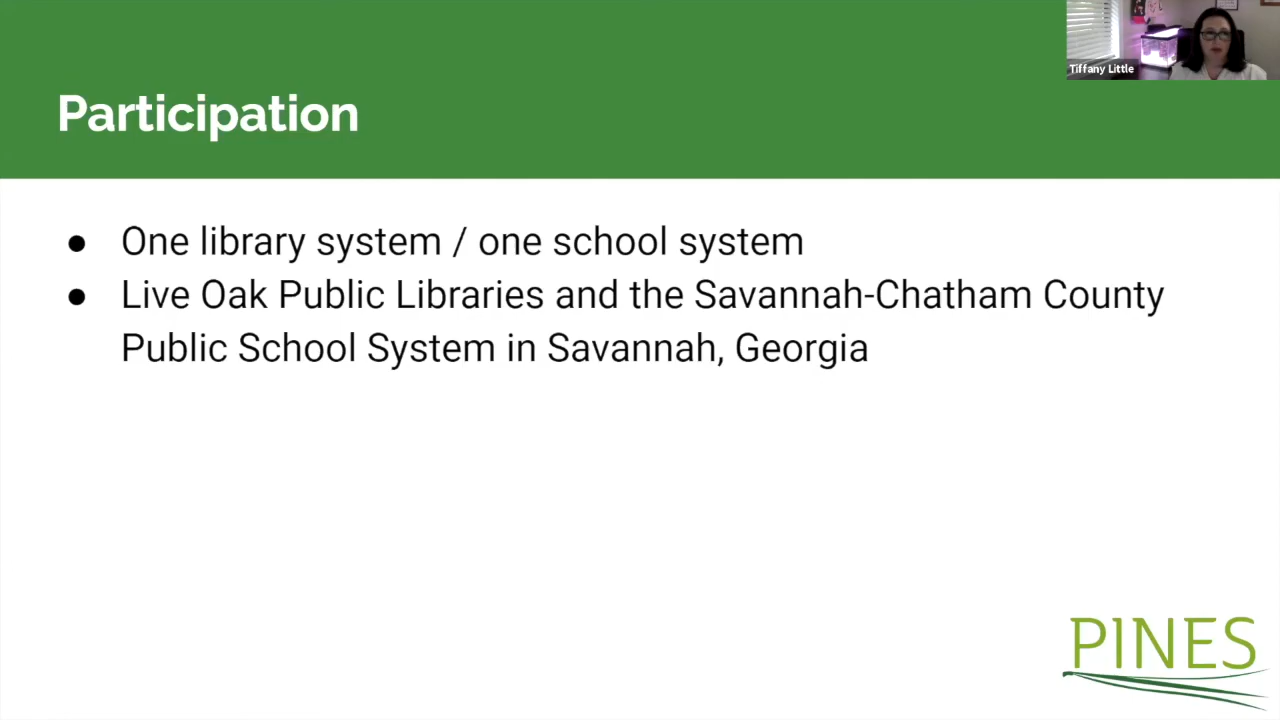 Tiffany Little
Participation
● One library system / one school system
● Live Oak Public Libraries and the Savannah-Chatham County
Public School System in Savannah, Georgia
PINES